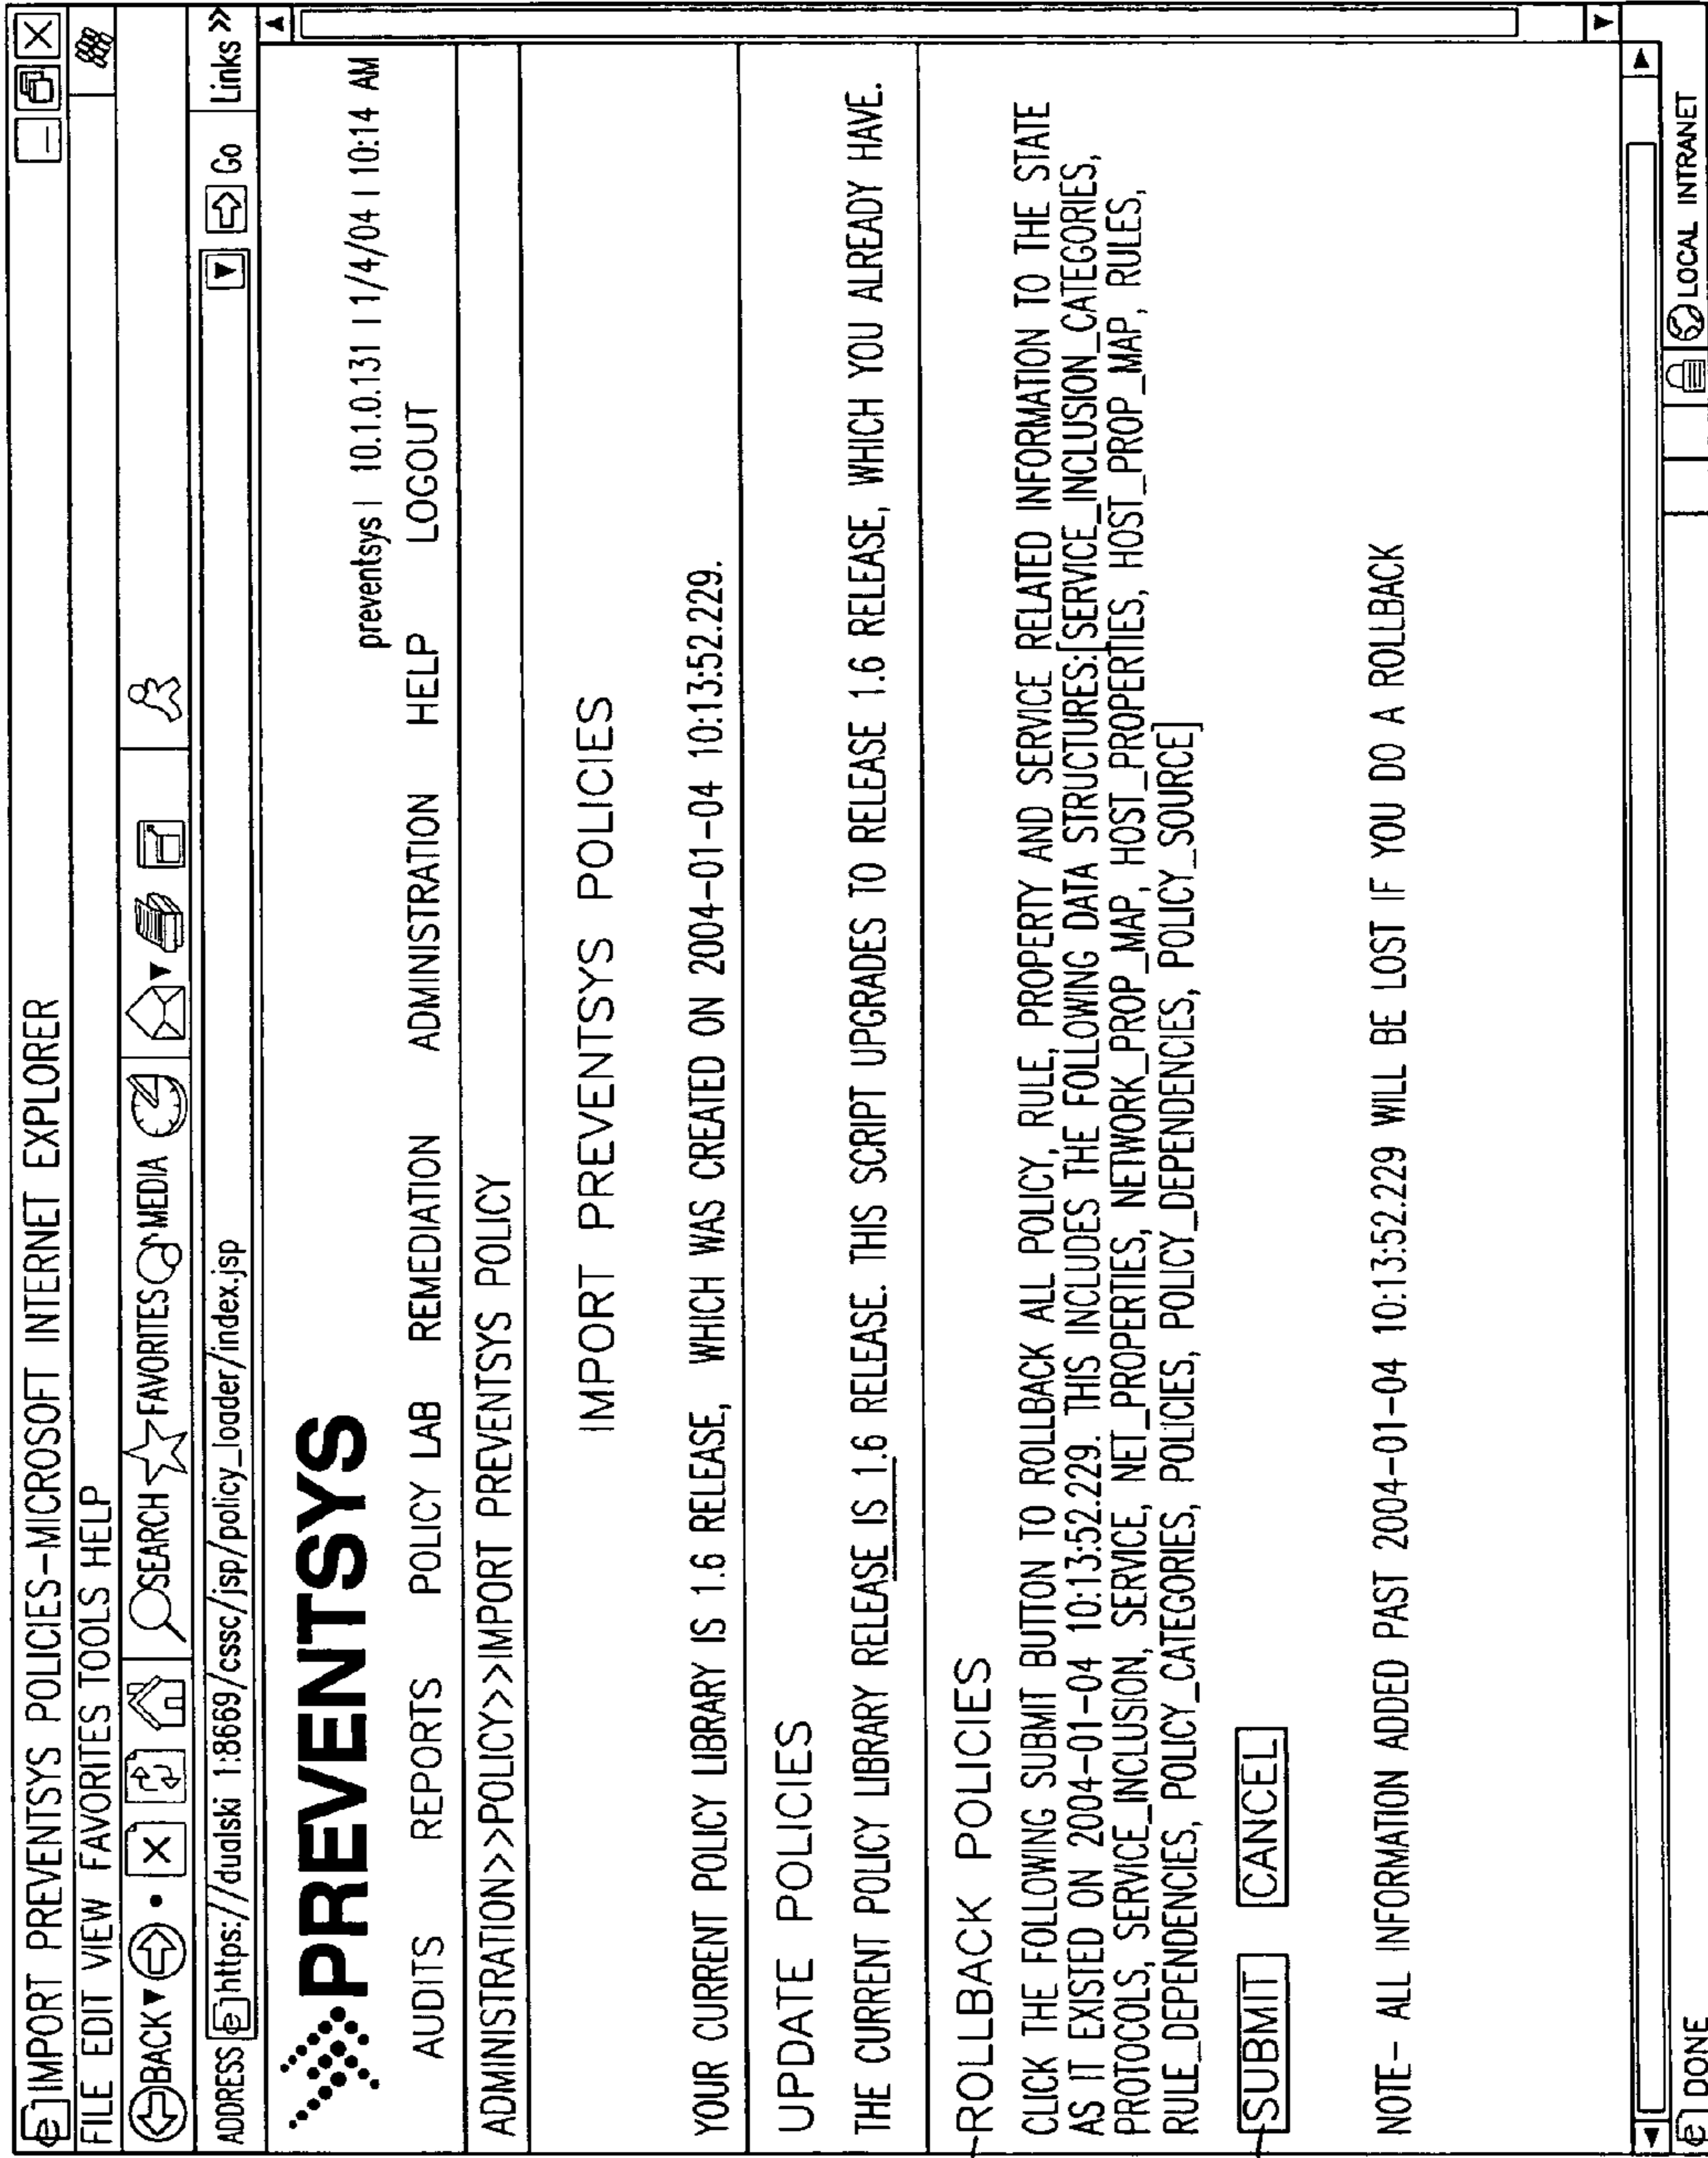 IMPORT PREVENTSYS POLICIES-MICROSOFT INTERNET EXPLORER
FILE EDIT VIEW FAVORITES TOOLS HELP
BACK SEARCH FAVORITES MEDIA
ADDRESS https://dualski 1:8669/cssc/jsp/policy_loader/index.jsp Go Links >>
PREVENTSYS
preventsys | 10.1.0.131 | 1/4/04 | 10:14 AM
AUDITS REPORTS POLICY LAB REMEDIATION ADMINISTRATION HELP LOGOUT
ADMINISTRATION>>POLICY>>IMPORT PREVENTSYS POLICY
IMPORT PREVENTSYS POLICIES
YOUR CURRENT POLICY LIBRARY IS 1.6 RELEASE, WHICH WAS CREATED ON 2004-01-04 10:13:52.229.
UPDATE POLICIES
THE CURRENT POLICY LIBRARY RELEASE IS 1.6 RELEASE. THIS SCRIPT UPGRADES TO RELEASE 1.6 RELEASE, WHICH YOU ALREADY HAVE.
ROLLBACK POLICIES
CLICK THE FOLLOWING SUBMIT BUTTON TO ROLLBACK ALL POLICY, RULE, PROPERTY AND SERVICE RELATED INFORMATION TO THE STATE
AS IT EXISTED ON 2004-01-04 10:13:52.229. THIS INCLUDES THE FOLLOWING DATA STRUCTURES:[SERVICE_INCLUSION_CATEGORIES,
PROTOCOLS, SERVICE_INCLUSION, SERVICE, NET_PROPERTIES, NETWORK_PROP_MAP, HOST_PROPERTIES, HOST_PROP_MAP, RULES,
RULE_DEPENDENCIES, POLICY_CATEGORIES, POLICIES, POLICY_DEPENDENCIES, POLICY_SOURCE]
SUBMIT CANCEL
NOTE- ALL INFORMATION ADDED PAST 2004-01-04 10:13:52.229 WILL BE LOST IF YOU DO A ROLLBACK
DONE LOCAL INTRANET